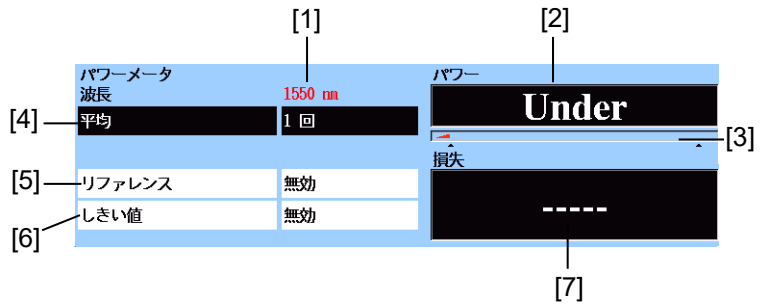 [1]
[2]
パワーメータ
パワー
波長
1550 nm
Under
[4]
平均
1 回
[3]
損失
[5]
リファレンス
無効
-----
[6]
しきい値
無効
[7]